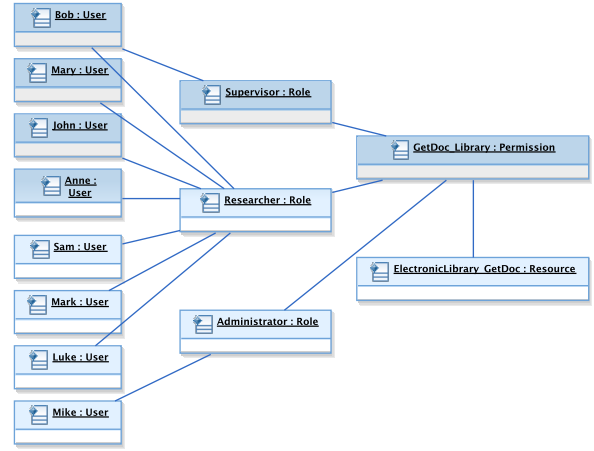 Bob : User
Mary : User
Supervisor : Role
John : User
GetDoc_Library : Permission
Anne :
User
Researcher : Role
Sam : User
ElectronicLibrary_GetDoc : Resource
Mark : User
Administrator : Role
Luke : User
Mike : User